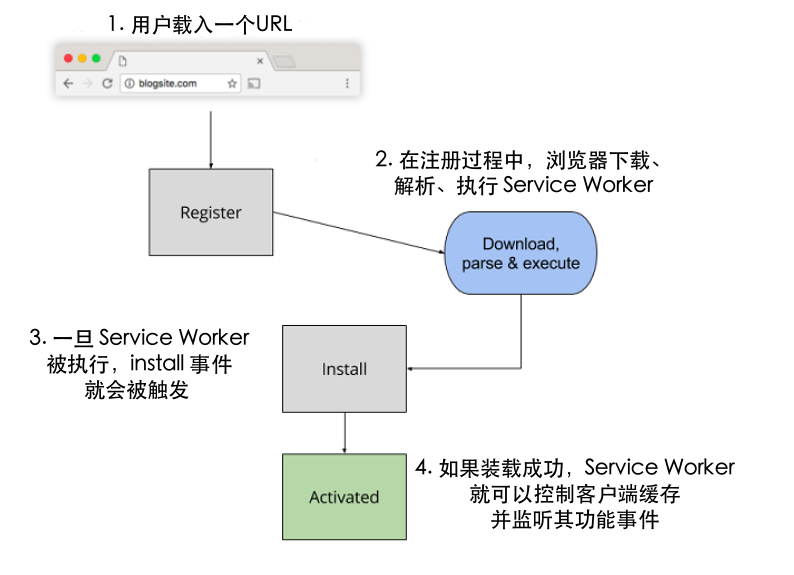 1. 用户载入一个URL
blogsite.com
Register
2. 在注册过程中，浏览器下载、
解析、执行 Service Worker
Download,
parse & execute
3. 一旦 Service Worker
被执行，install 事件
就会被触发
Install
Activated
4. 如果装载成功，Service Worker
就可以控制客户端缓存
并监听其功能事件